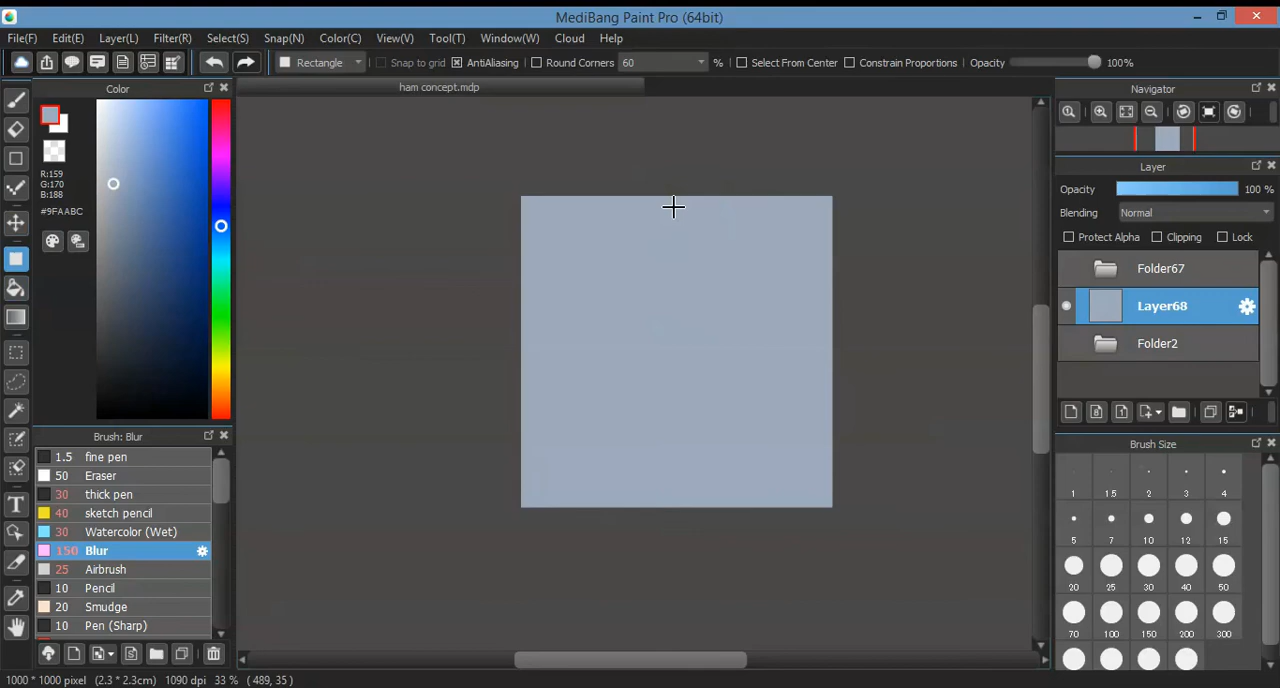 MediBang Paint Pro (64bit)
File(F) Edit(E) Layer(L) Filter(R) Select(S) Snap(N) Color(C) View(V) Tool(T) Window(W) Cloud Help
Rectangle Snap to grid AntiAliasing Round Corners 60 % Select From Center Constrain Proportions Opacity 100%
Color
ham concept.mdp
Navigator
R:159
G:170
B:188
#9FAABC
Layer
Opacity 100 %
Blending Normal
Protect Alpha Clipping Lock
Folder67
Layer68
Folder2
Brush: Blur
1.5 fine pen
50 Eraser
30 thick pen
40 sketch pencil
30 Watercolor (Wet)
150 Blur
25 Airbrush
10 Pencil
20 Smudge
10 Pen (Sharp)
Brush Size
1 1.5 2 3 4
5 7 10 12 15
20 25 30 40 50
70 100 150 200 300
1000 * 1000 pixel (2.3 * 2.3cm) 1090 dpi 33 % ( 489, 35 )